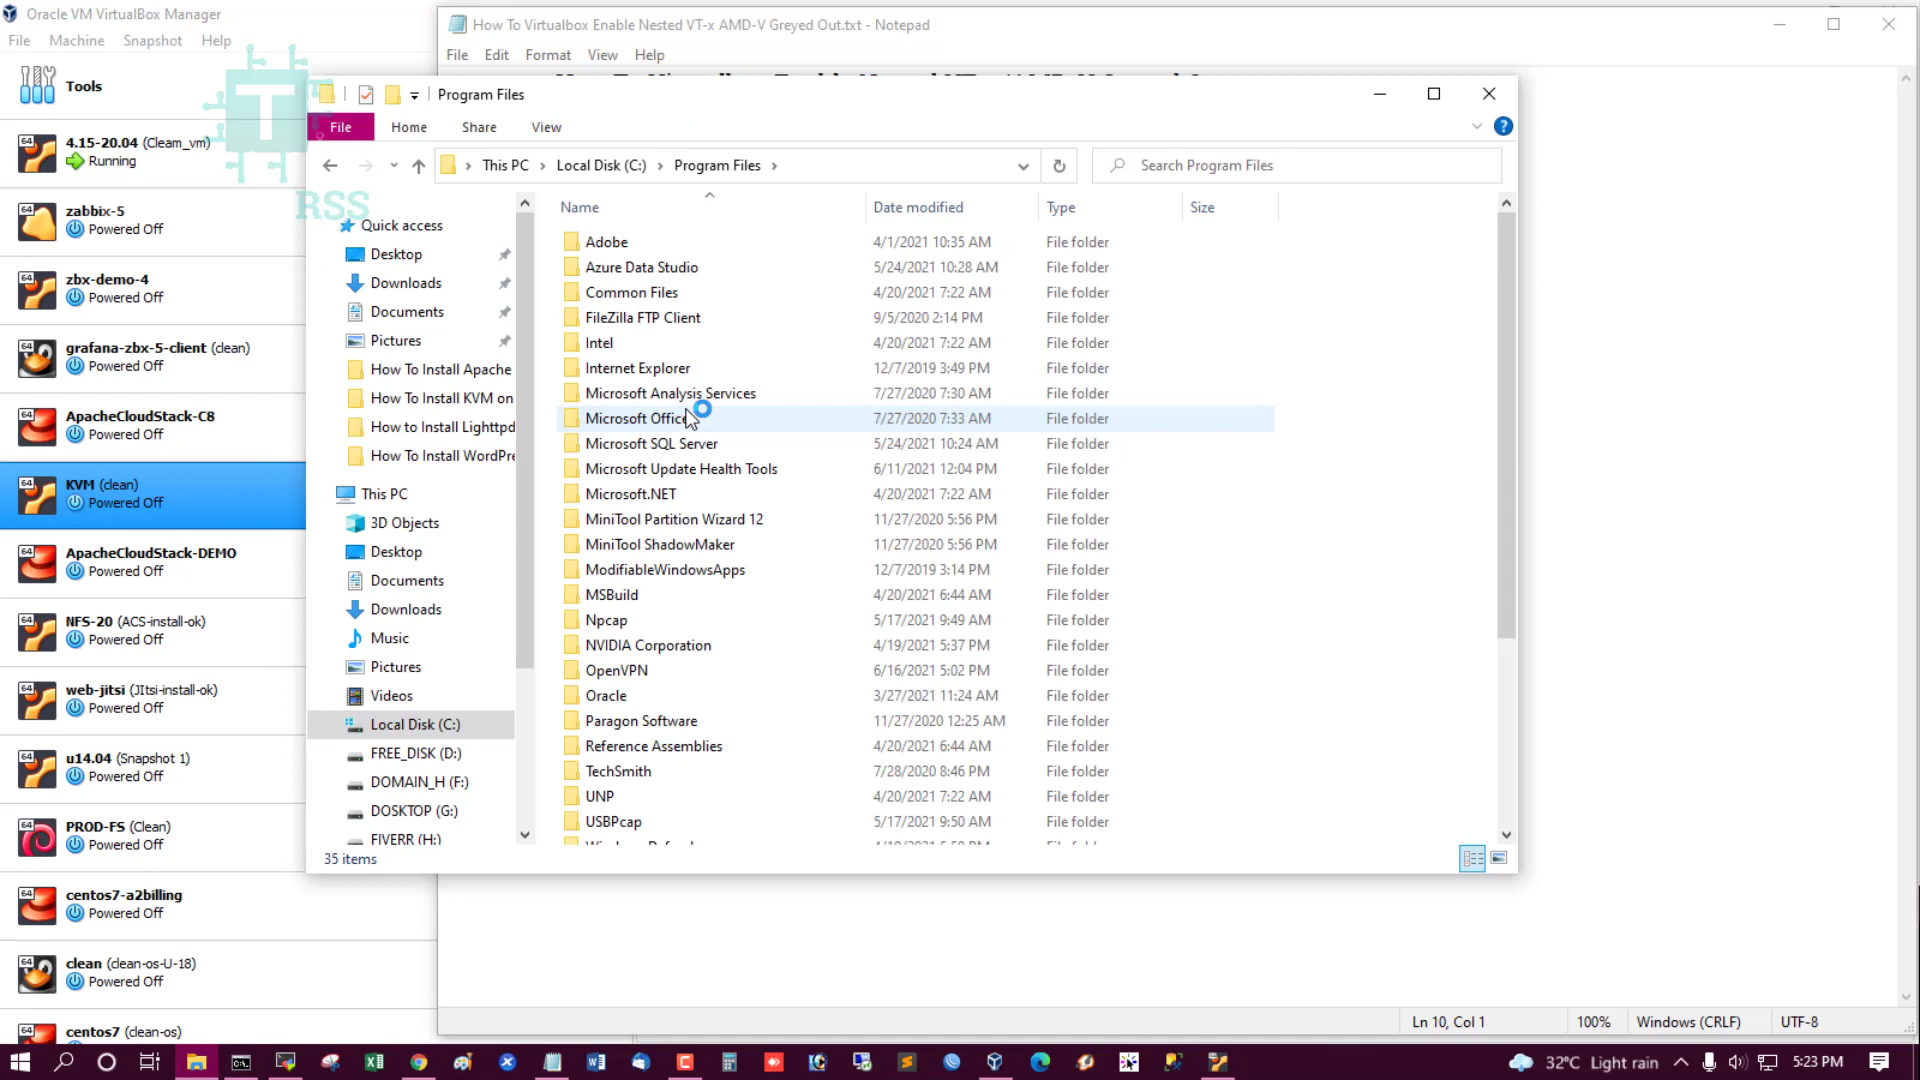 Oracle VM VirtualBox Manager
File Machine Snapshot Help
Tools
64 4.15-20.04 (Cleam_vm)
Running
64 zabbix-5
Powered Off
64 zbx-demo-4
Powered Off
64 grafana-zbx-5-client (clean)
Powered Off
64 ApacheCloudStack-C8
Powered Off
64 KVM (clean)
Powered Off
64 ApacheCloudStack-DEMO
Powered Off
64 NFS-20 (ACS-install-ok)
Powered Off
64 web-jitsi (JItsi-install-ok)
Powered Off
64 u14.04 (Snapshot 1)
Powered Off
64 PROD-FS (Clean)
Powered Off
64 centos7-a2billing
Powered Off
64 clean (clean-os-U-18)
Powered Off
64 centos7 (clean-os)
T
RSS
How To Virtualbox Enable Nested VT-x AMD-V Greyed Out.txt - Notepad
File Edit Format View Help
Program Files
File Home Share View
This PC Local Disk (C:) Program Files
Search Program Files
Quick access
Desktop
Downloads
Documents
Pictures
How To Install Apache
How To Install KVM on
How to Install Lighttpd
How To Install WordPre
This PC
3D Objects
Desktop
Documents
Downloads
Music
Pictures
Videos
Local Disk (C:)
FREE_DISK (D:)
DOMAIN_H (F:)
DOSKTOP (G:)
FIVERR (H:)
Name Date modified Type Size
Adobe 4/1/2021 10:35 AM File folder
Azure Data Studio 5/24/2021 10:28 AM File folder
Common Files 4/20/2021 7:22 AM File folder
FileZilla FTP Client 9/5/2020 2:14 PM File folder
Intel 4/20/2021 7:22 AM File folder
Internet Explorer 12/7/2019 3:49 PM File folder
Microsoft Analysis Services 7/27/2020 7:30 AM File folder
Microsoft Office 7/27/2020 7:33 AM File folder
Microsoft SQL Server 5/24/2021 10:24 AM File folder
Microsoft Update Health Tools 6/11/2021 12:04 PM File folder
Microsoft.NET 4/20/2021 7:22 AM File folder
MiniTool Partition Wizard 12 11/27/2020 5:56 PM File folder
MiniTool ShadowMaker 11/27/2020 5:56 PM File folder
ModifiableWindowsApps 12/7/2019 3:14 PM File folder
MSBuild 4/20/2021 6:44 AM File folder
Npcap 5/17/2021 9:49 AM File folder
NVIDIA Corporation 4/19/2021 5:37 PM File folder
OpenVPN 6/16/2021 5:02 PM File folder
Oracle 3/27/2021 11:24 AM File folder
Paragon Software 11/27/2020 12:25 AM File folder
Reference Assemblies 4/20/2021 6:44 AM File folder
TechSmith 7/28/2020 8:46 PM File folder
UNP 4/20/2021 7:22 AM File folder
USBPcap 5/17/2021 9:50 AM File folder
35 items
Ln 10, Col 1 100% Windows (CRLF) UTF-8
32°C Light rain 5:23 PM